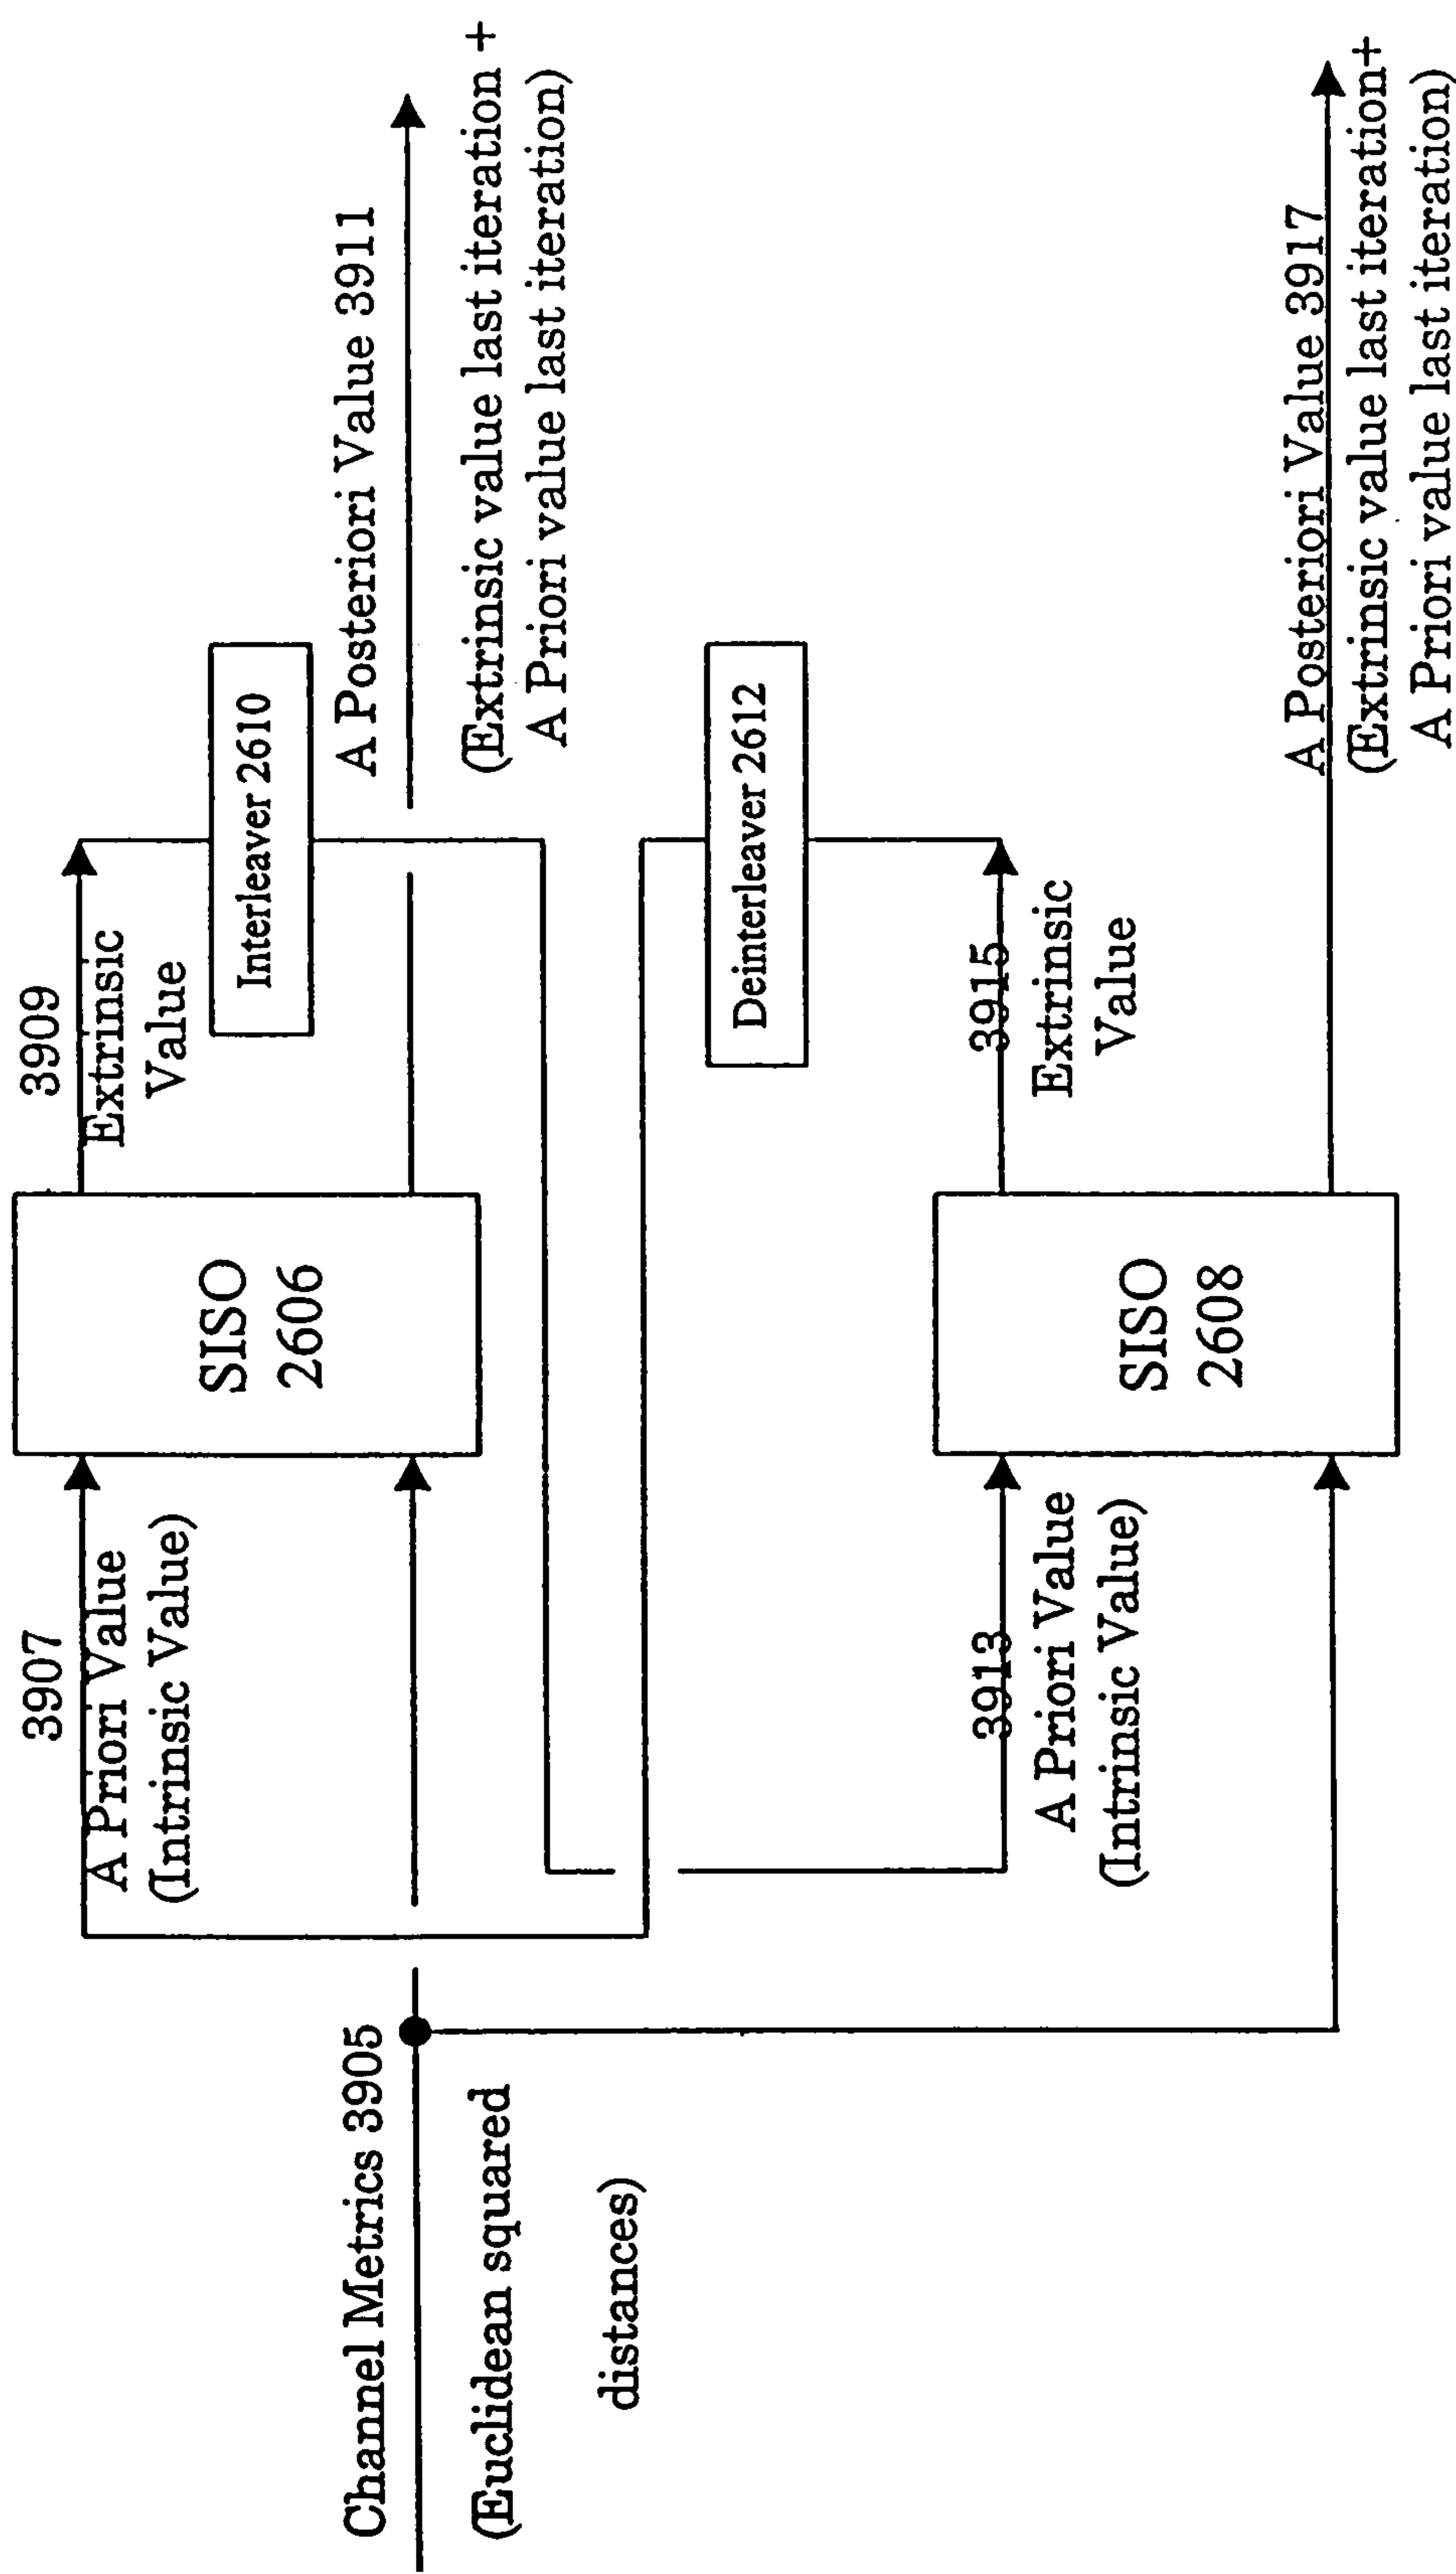 Channel Metrics 3905
(Euclidean squared
distances)
3907
A Priori Value
(Intrinsic Value)
SISO
2606
3909
Extrinsic
Value
Interleaver 2610
A Posteriori Value 3911
(Extrinsic value last iteration +
A Priori value last iteration)
Deinterleaver 2612
3913
A Priori Value
(Intrinsic Value)
SISO
2608
3915
Extrinsic
Value
A Posteriori Value 3917
(Extrinsic value last iteration+
A Priori value last iteration)